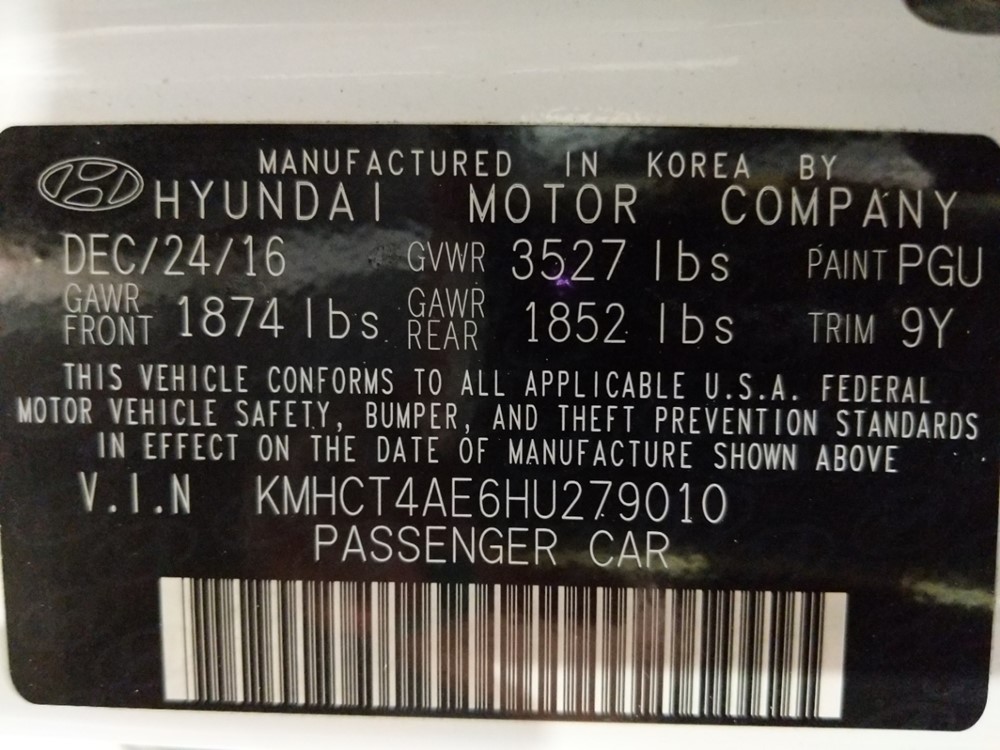 MANUFACTURED IN KOREA BY
HYUNDAI MOTOR COMPANY
DEC/24/16 GVWR 3527 lbs PAINT PGU
GAWR FRONT 1874 lbs GAWR REAR 1852 lbs TRIM 9Y
THIS VEHICLE CONFORMS TO ALL APPLICABLE U.S.A. FEDERAL
MOTOR VEHICLE SAFETY, BUMPER, AND THEFT PREVENTION STANDARDS
IN EFFECT ON THE DATE OF MANUFACTURE SHOWN ABOVE
V.I.N KMHCT4AE6HU279010
PASSENGER CAR